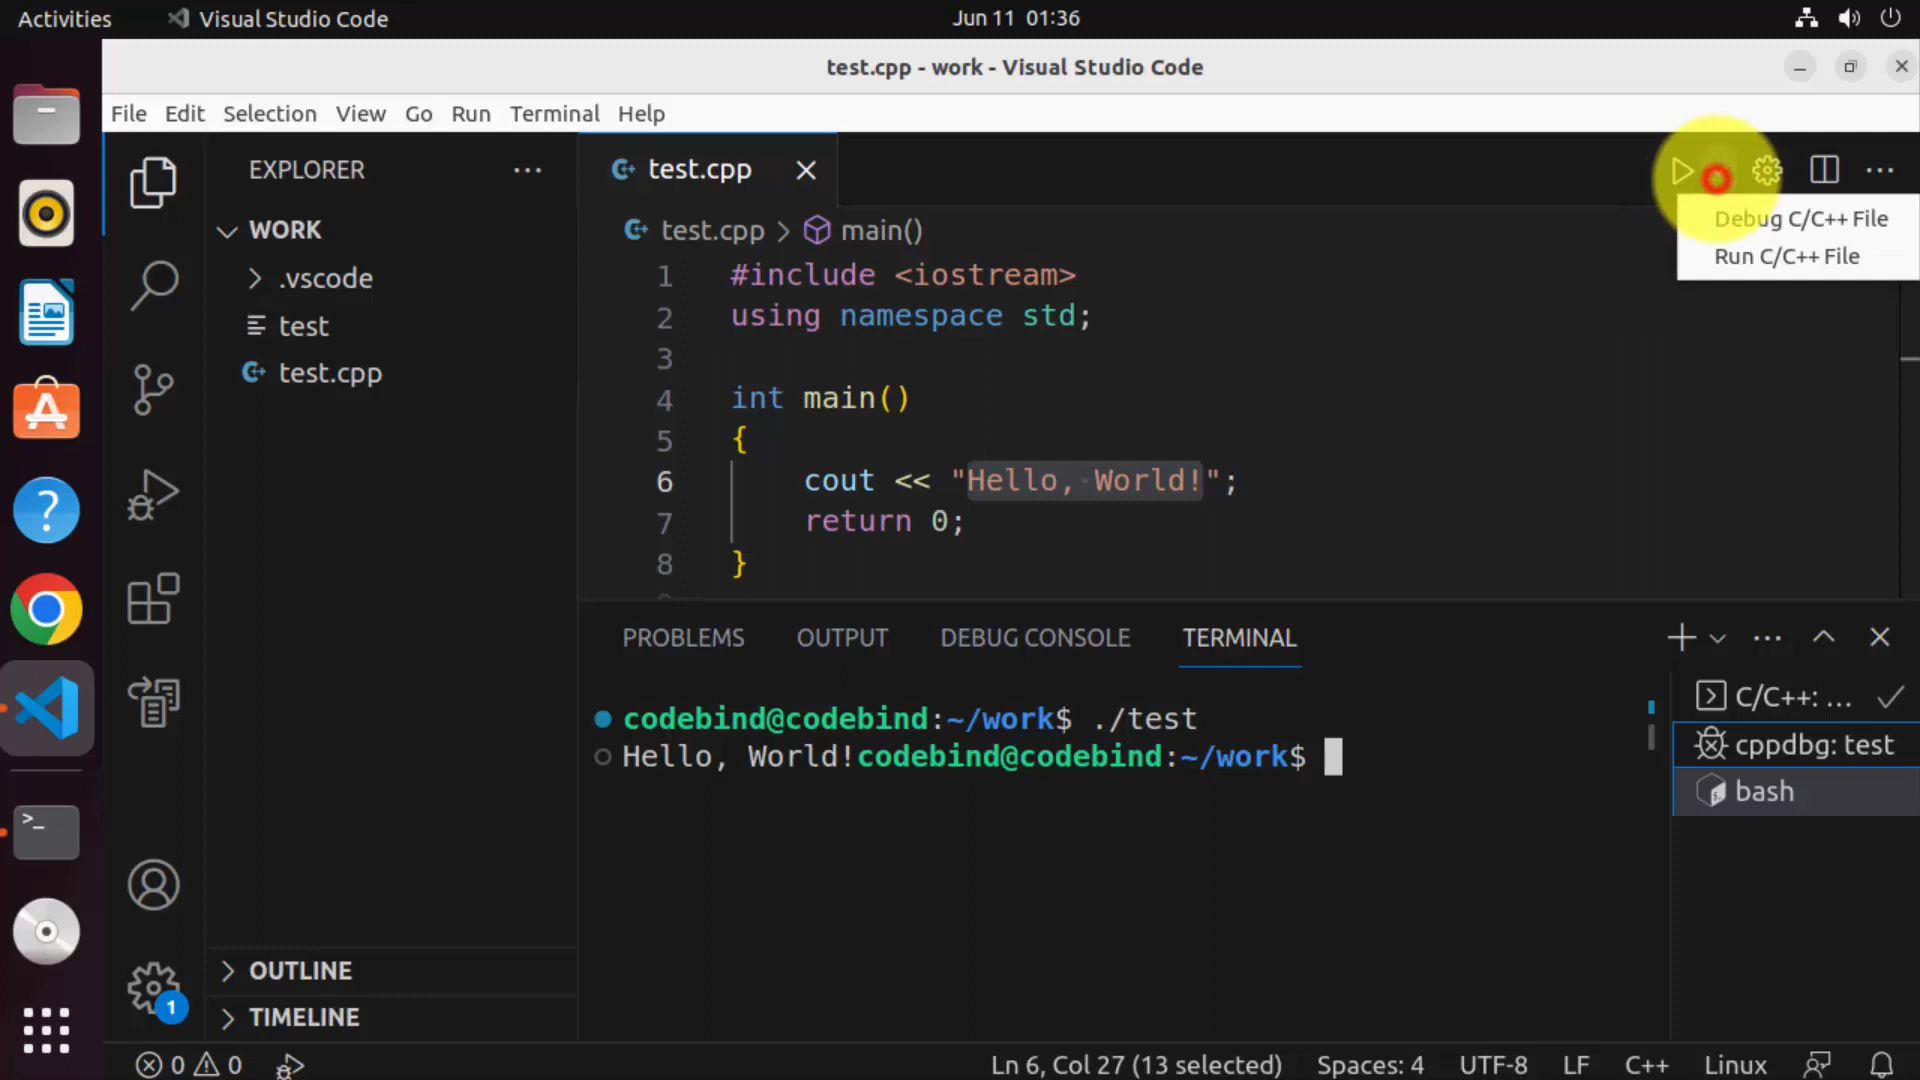 Activities
Visual Studio Code
Jun 11 01:36
test.cpp - work - Visual Studio Code
File Edit Selection View Go Run Terminal Help
EXPLORER
WORK
.vscode
test
test.cpp
test.cpp
test.cpp > main()
Debug C/C++ File
Run C/C++ File
1 #include <iostream>
2 using namespace std;
3
4 int main()
5 {
6 cout << "Hello, World!";
7 return 0;
8 }
PROBLEMS OUTPUT DEBUG CONSOLE TERMINAL
codebind@codebind:~/work$ ./test
Hello, World!codebind@codebind:~/work$
C/C++: ...
cppdbg: test
bash
1
OUTLINE
TIMELINE
0 0
Ln 6, Col 27 (13 selected) Spaces: 4 UTF-8 LF C++ Linux